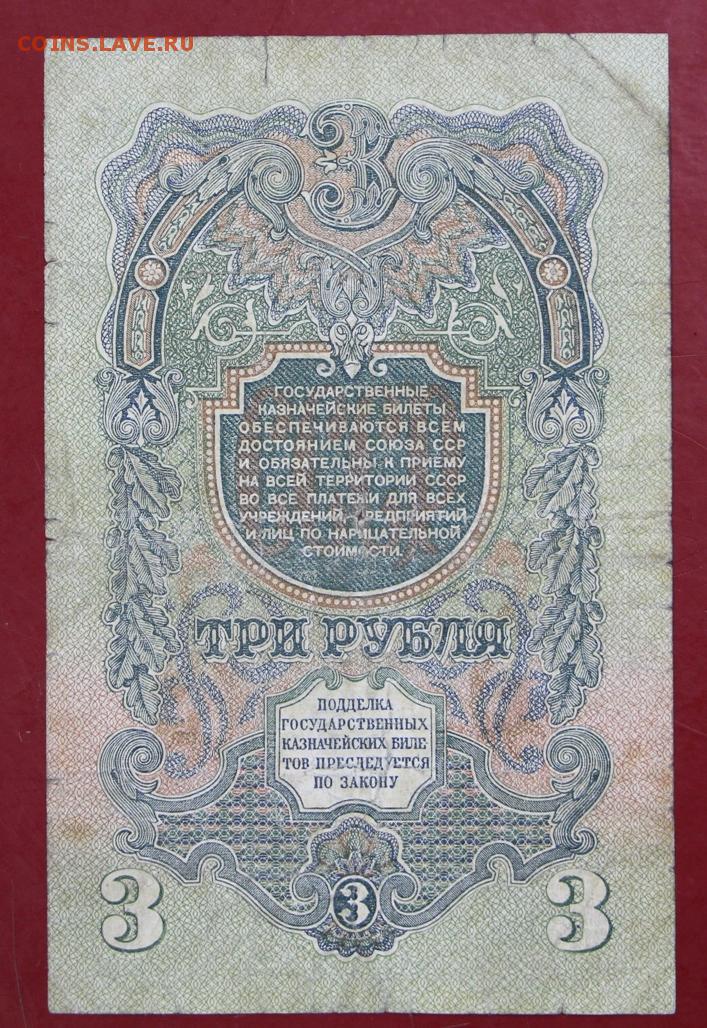 COINS.LAVE.RU
3
ГОСУДАРСТВЕННЫЕ
КАЗНАЧЕЙСКИЕ БИЛЕТЫ
ОБЕСПЕЧИВАЮТСЯ ВСЕМ
ДОСТОЯНИЕМ СОЮЗА ССР
И ОБЯЗАТЕЛЬНЫ К ПРИЁМУ
НА ВСЕЙ ТЕРРИТОРИИ СССР
ВО ВСЕ ПЛАТЕЖИ ДЛЯ ВСЕХ
УЧРЕЖДЕНИЙ, ПРЕДПРИЯТИЙ
И ЛИЦ ПО НАРИЦАТЕЛЬНОЙ
СТОИМОСТИ.
ТРИ РУБЛЯ
ПОДДЕЛКА
ГОСУДАРСТВЕННЫХ
КАЗНАЧЕЙСКИХ БИЛЕ
ТОВ ПРЕСЛЕДУЕТСЯ
ПО ЗАКОНУ
3 3 3